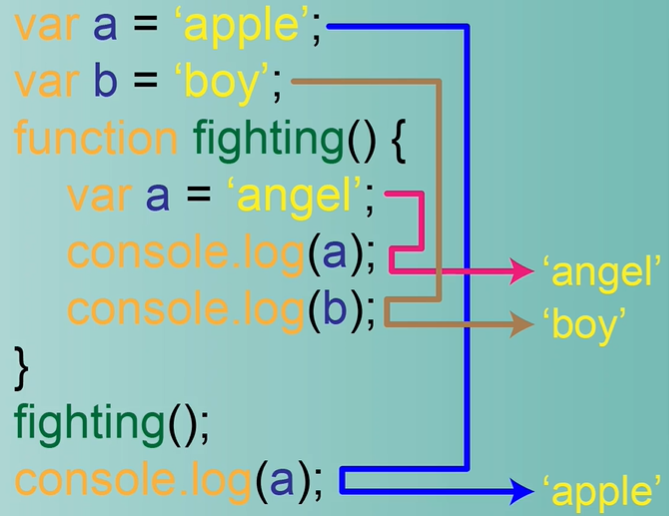 var a = ‘apple’;
var b = ‘boy’;
function fighting() {
var a = ‘angel’;
console.log(a);
‘angel’
console.log(b);
‘boy’
}
fighting();
console.log(a);
‘apple’